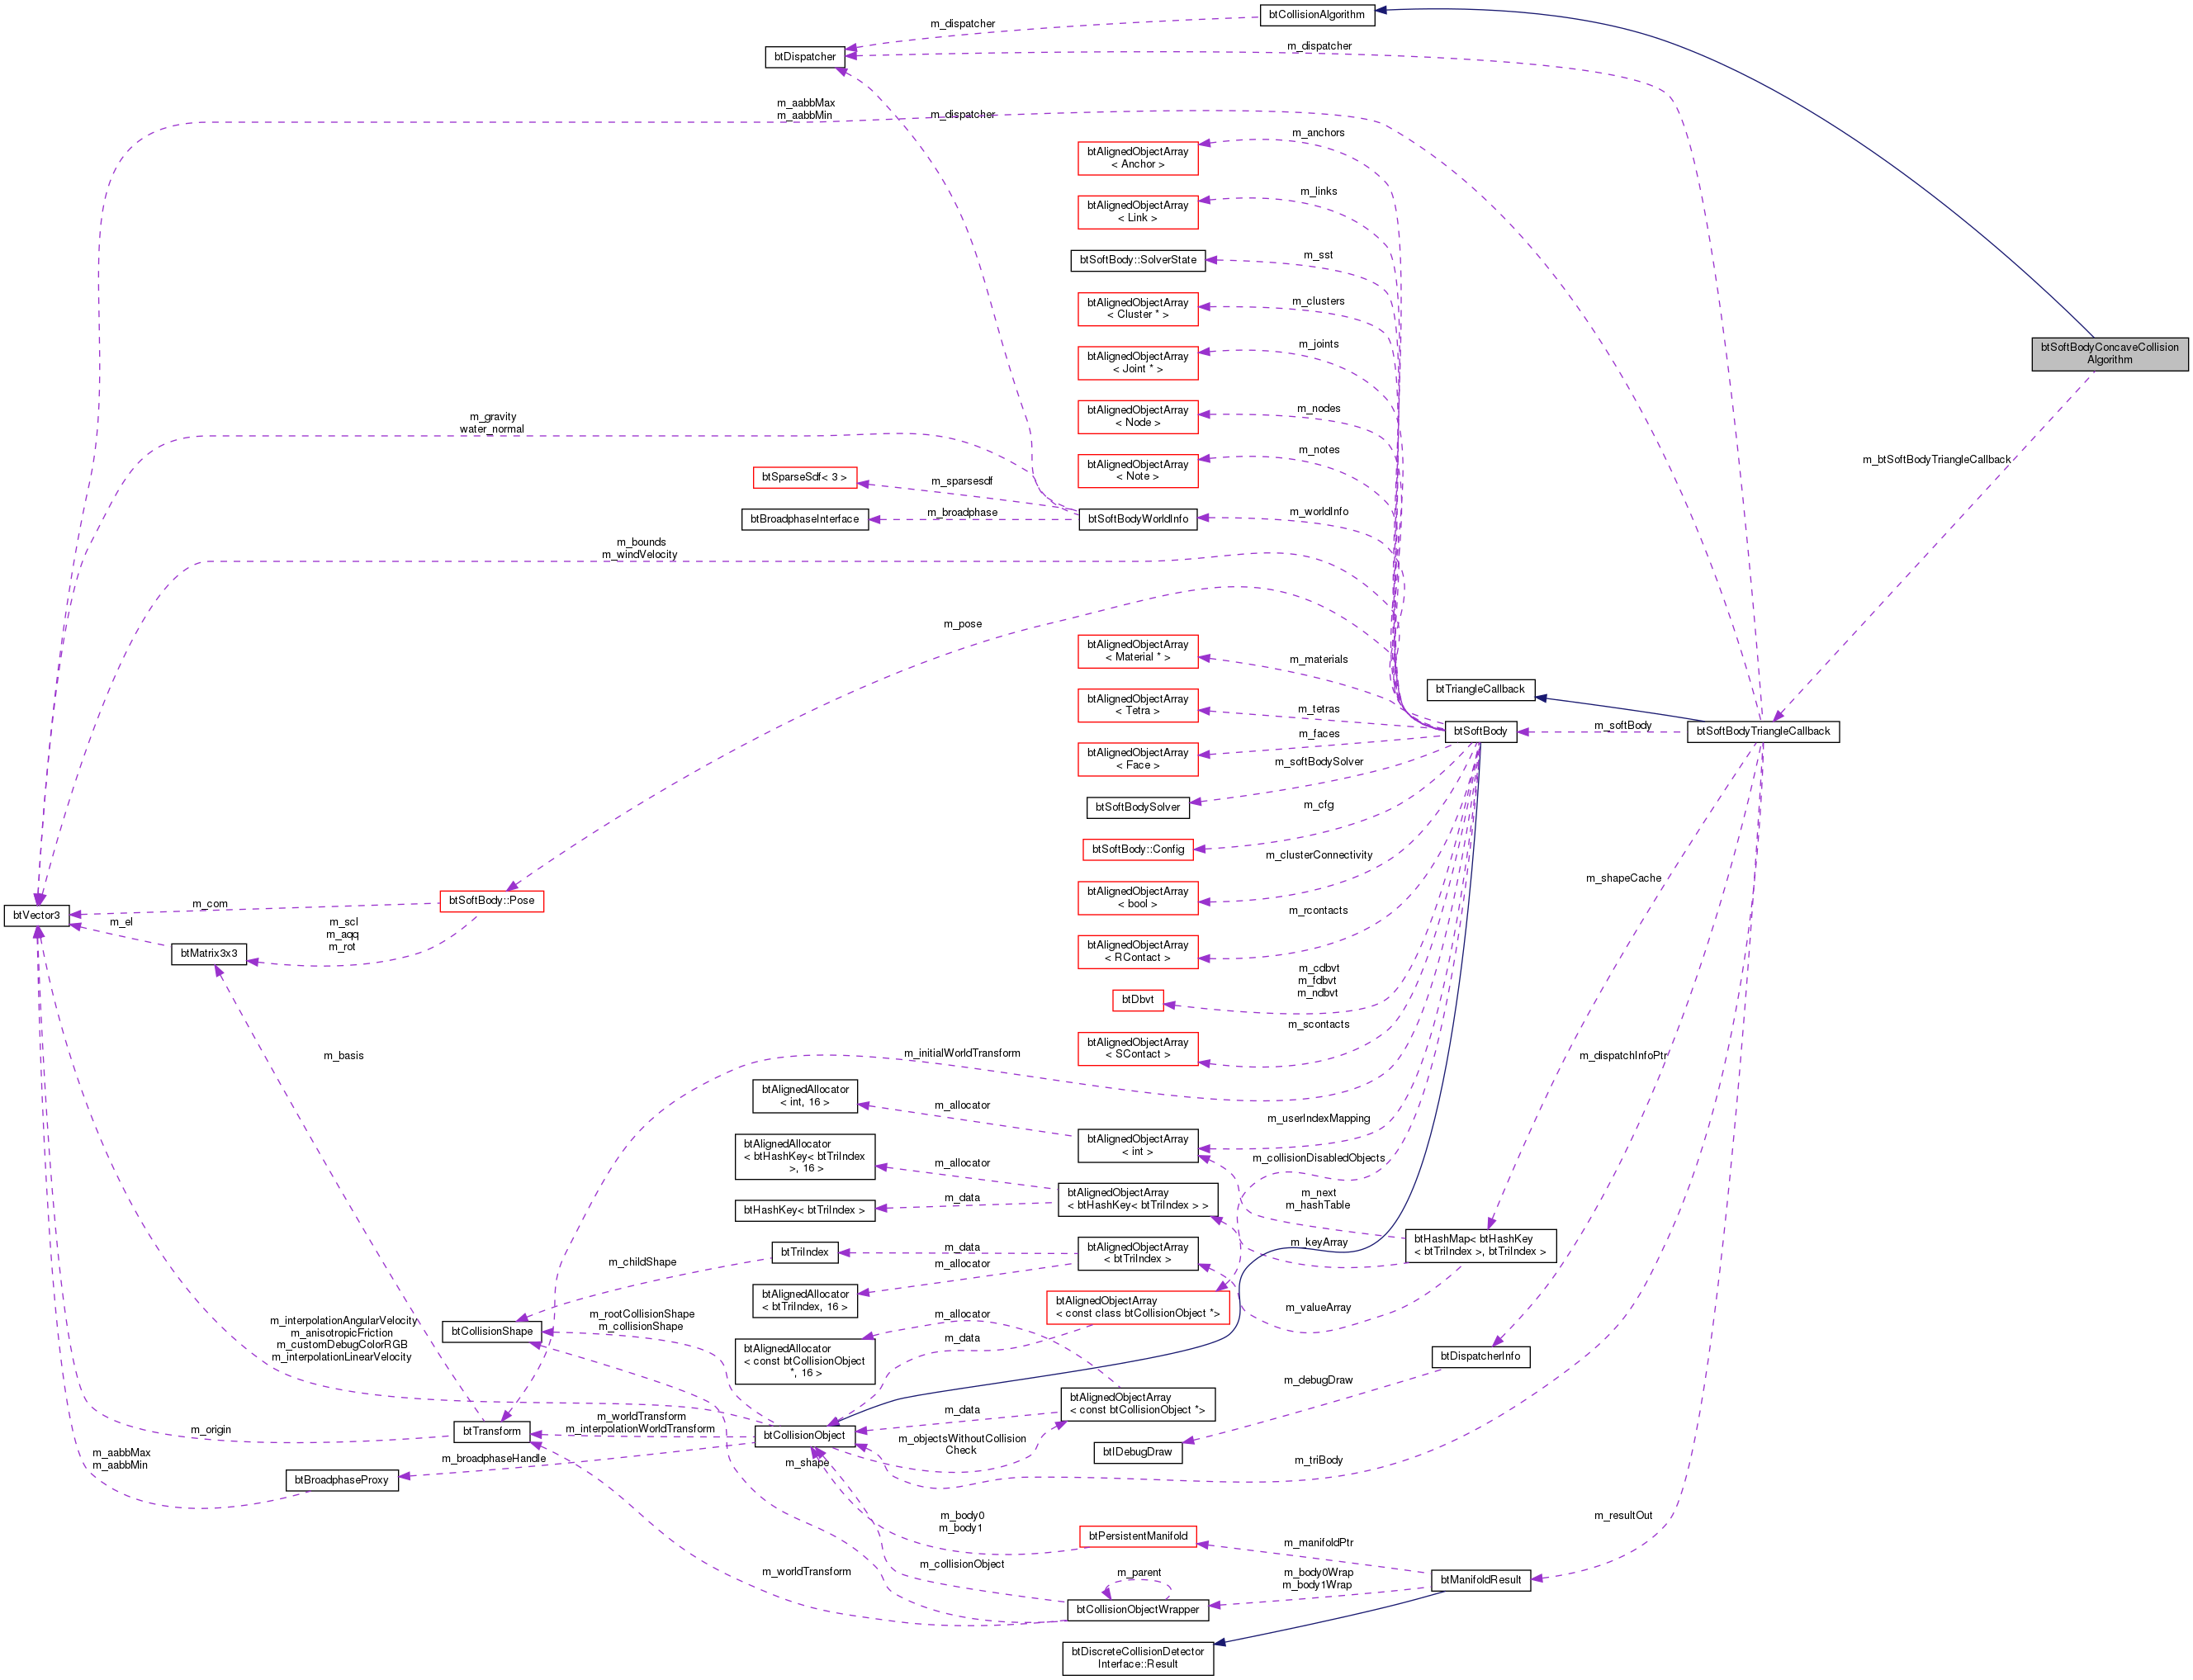 btCollisionAlgorithm
m_dispatcher
m_dispatcher
btDispatcher
m_aabbMax
m_aabbMin
m_dispatcher
m_anchors
btAlignedObjectArray
< Anchor >
m_links
btAlignedObjectArray
< Link >
m_sst
btSoftBody::SolverState
m_clusters
btAlignedObjectArray
< Cluster * >
m_joints
btAlignedObjectArray
< Joint * >
btSoftBodyConcaveCollision
Algorithm
m_nodes
btAlignedObjectArray
< Node >
m_gravity
water_normal
m_notes
btAlignedObjectArray
< Note >
m_btSoftBodyTriangleCallback
btSparseSdf< 3 >
m_sparsesdf
btBroadphaseInterface
m_broadphase
btSoftBodyWorldInfo
m_worldInfo
m_bounds
m_windVelocity
m_pose
btAlignedObjectArray
< Material * >
m_materials
btTriangleCallback
btAlignedObjectArray
< Tetra >
m_tetras
btSoftBody
m_softBody
btSoftBodyTriangleCallback
m_faces
btAlignedObjectArray
< Face >
m_softBodySolver
btSoftBodySolver
m_cfg
btSoftBody::Config
m_clusterConnectivity
btAlignedObjectArray
< bool >
m_shapeCache
btVector3
m_com
btSoftBody::Pose
m_el
m_scl
m_aqq
m_rot
btMatrix3x3
m_rcontacts
btAlignedObjectArray
< RContact >
m_cdbvt
m_fdbvt
m_ndbvt
btDbvt
m_scontacts
btAlignedObjectArray
< SContact >
m_basis
m_initialWorldTransform
m_dispatchInfoPtr
btAlignedAllocator
< int, 16 >
m_allocator
m_userIndexMapping
btAlignedObjectArray
< int >
btAlignedAllocator
< btHashKey< btTriIndex
>, 16 >
m_allocator
m_collisionDisabledObjects
btHashKey< btTriIndex >
m_data
btAlignedObjectArray
< btHashKey< btTriIndex > >
m_next
m_hashTable
m_keyArray
btHashMap< btHashKey
< btTriIndex >, btTriIndex >
btTriIndex
m_data
btAlignedObjectArray
< btTriIndex >
m_childShape
m_allocator
btAlignedAllocator
< btTriIndex, 16 >
btAlignedObjectArray
< const class btCollisionObject *>
m_valueArray
m_interpolationAngularVelocity
m_anisotropicFriction
m_customDebugColorRGB
m_interpolationLinearVelocity
btCollisionShape
m_rootCollisionShape
m_collisionShape
m_allocator
m_data
btAlignedAllocator
< const btCollisionObject
*, 16 >
btDispatcherInfo
m_debugDraw
btAlignedObjectArray
< const btCollisionObject *>
m_data
m_origin
btTransform
m_worldTransform
m_interpolationWorldTransform
btCollisionObject
m_objectsWithoutCollision
Check
btIDebugDraw
m_aabbMax
m_aabbMin
btBroadphaseProxy
m_broadphaseHandle
m_shape
m_triBody
m_body0
m_body1
btPersistentManifold
m_manifoldPtr
m_resultOut
m_worldTransform
m_collisionObject
m_parent
m_body0Wrap
m_body1Wrap
btManifoldResult
btCollisionObjectWrapper
btDiscreteCollisionDetector
Interface::Result